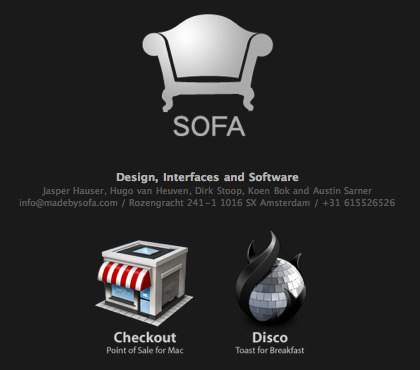 SOFA
Design, Interfaces and Software
Jasper Hauser, Hugo van Heuven, Dirk Stoop, Koen Bok and Austin Sarner
info@madebysofa.com / Rozengracht 241-1 1016 SX Amsterdam / +31 615526526
Checkout
Point of Sale for Mac
Disco
Toast for Breakfast